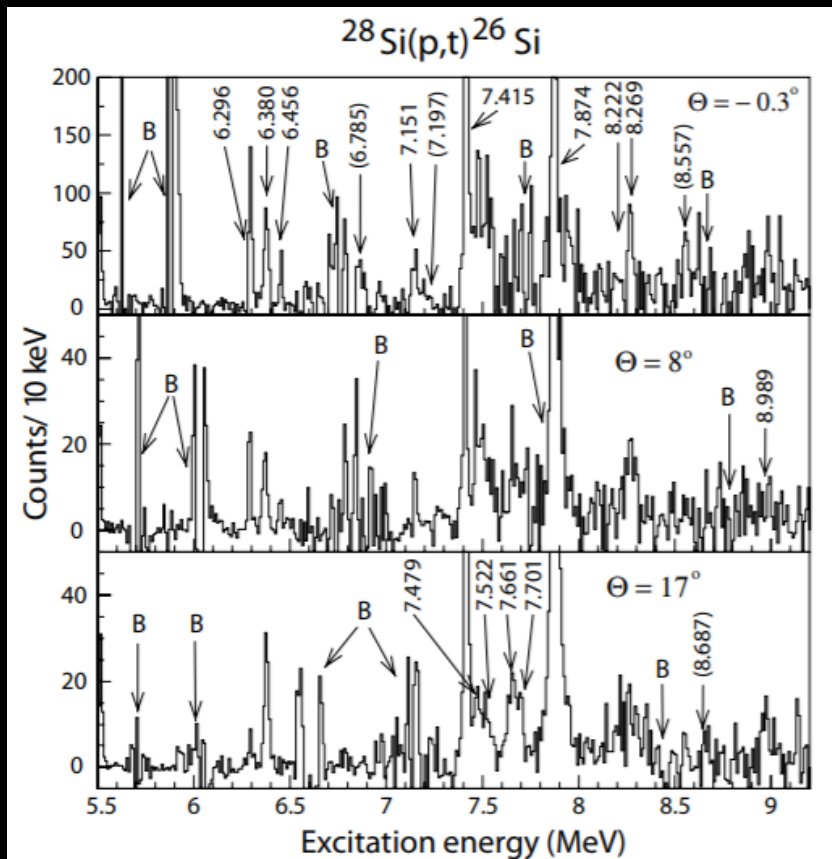 ²⁸Si(p,t)²⁶Si
200
150
100
50
0
B
6.296
6.380
6.456
B
(6.785)
7.151
(7.197)
7.415
B
7.874
8.222
8.269
(8.557)
B
Θ = − 0.3°
Counts/ 10 keV
40
20
0
B
B
B
Θ = 8°
B
8.989
40
20
0
B
B
B
7.479
7.522
7.661
7.701
Θ = 17°
B
(8.687)
5.5 6 6.5 7 7.5 8 8.5 9
Excitation energy (MeV)